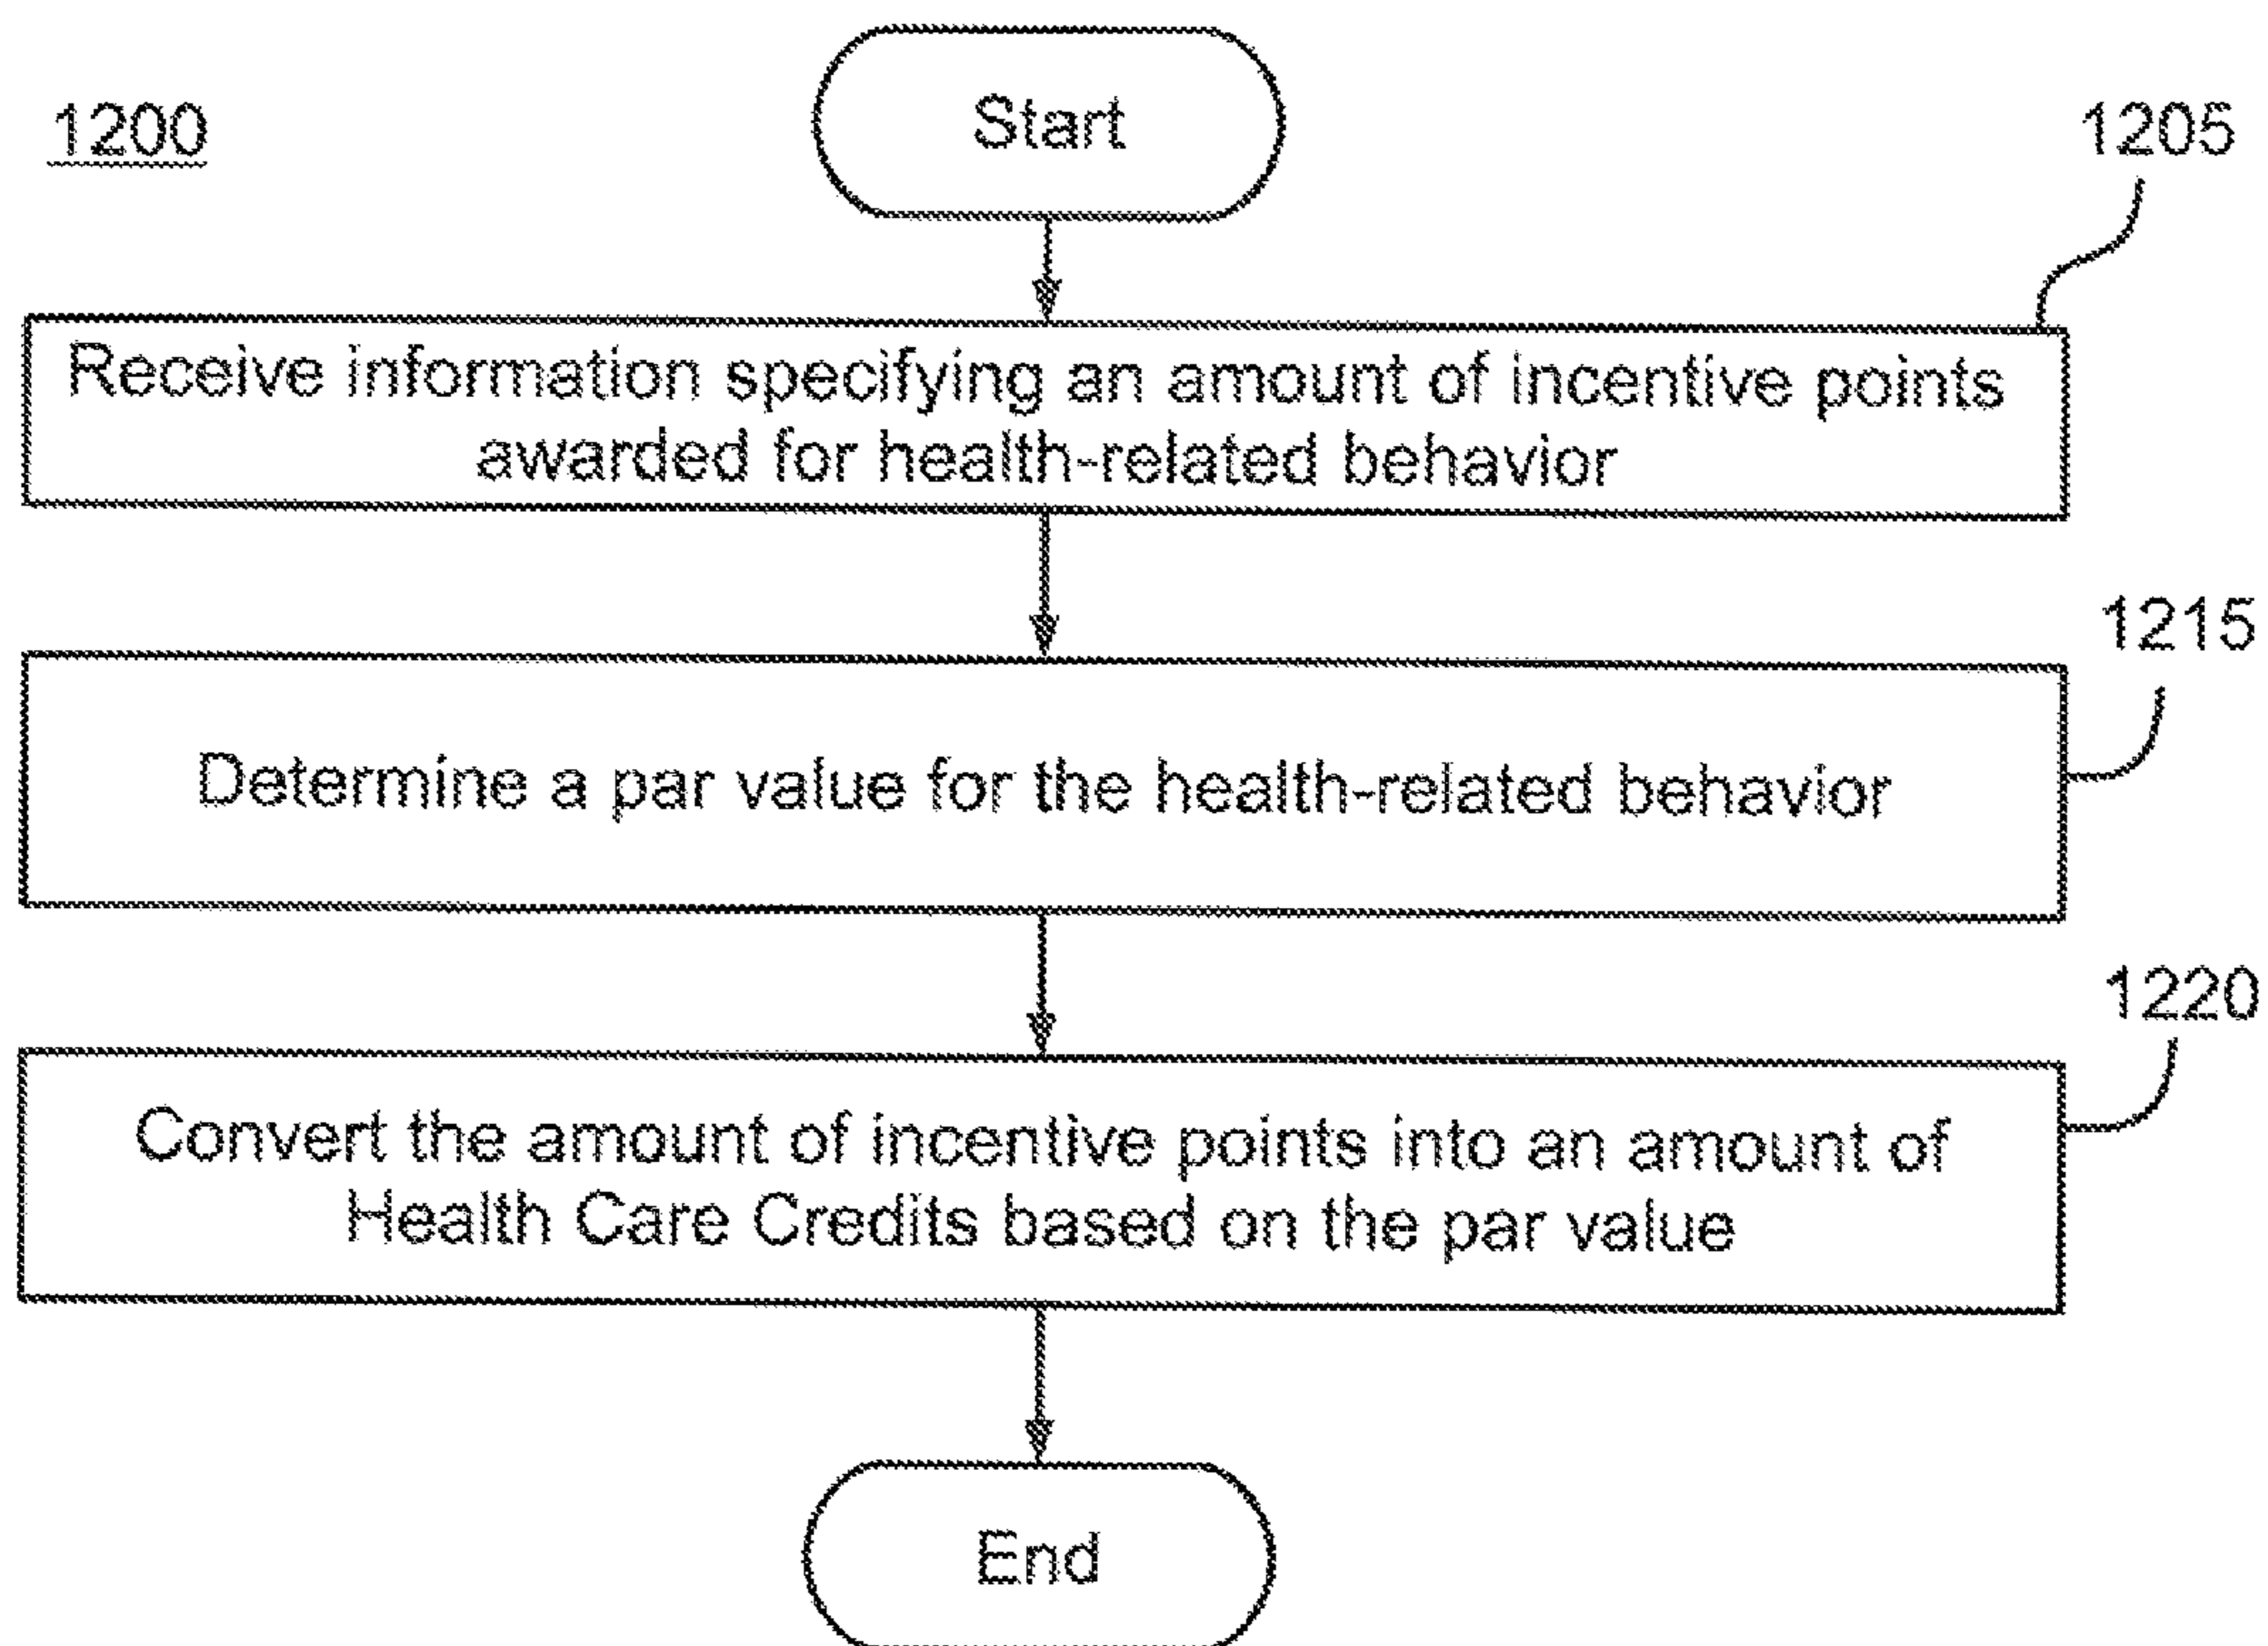 1200
Start
1205
Receive information specifying an amount of incentive points
awarded for health-related behavior
1215
Determine a par value for the health-related behavior
1220
Convert the amount of incentive points into an amount of
Health Care Credits based on the par value
End